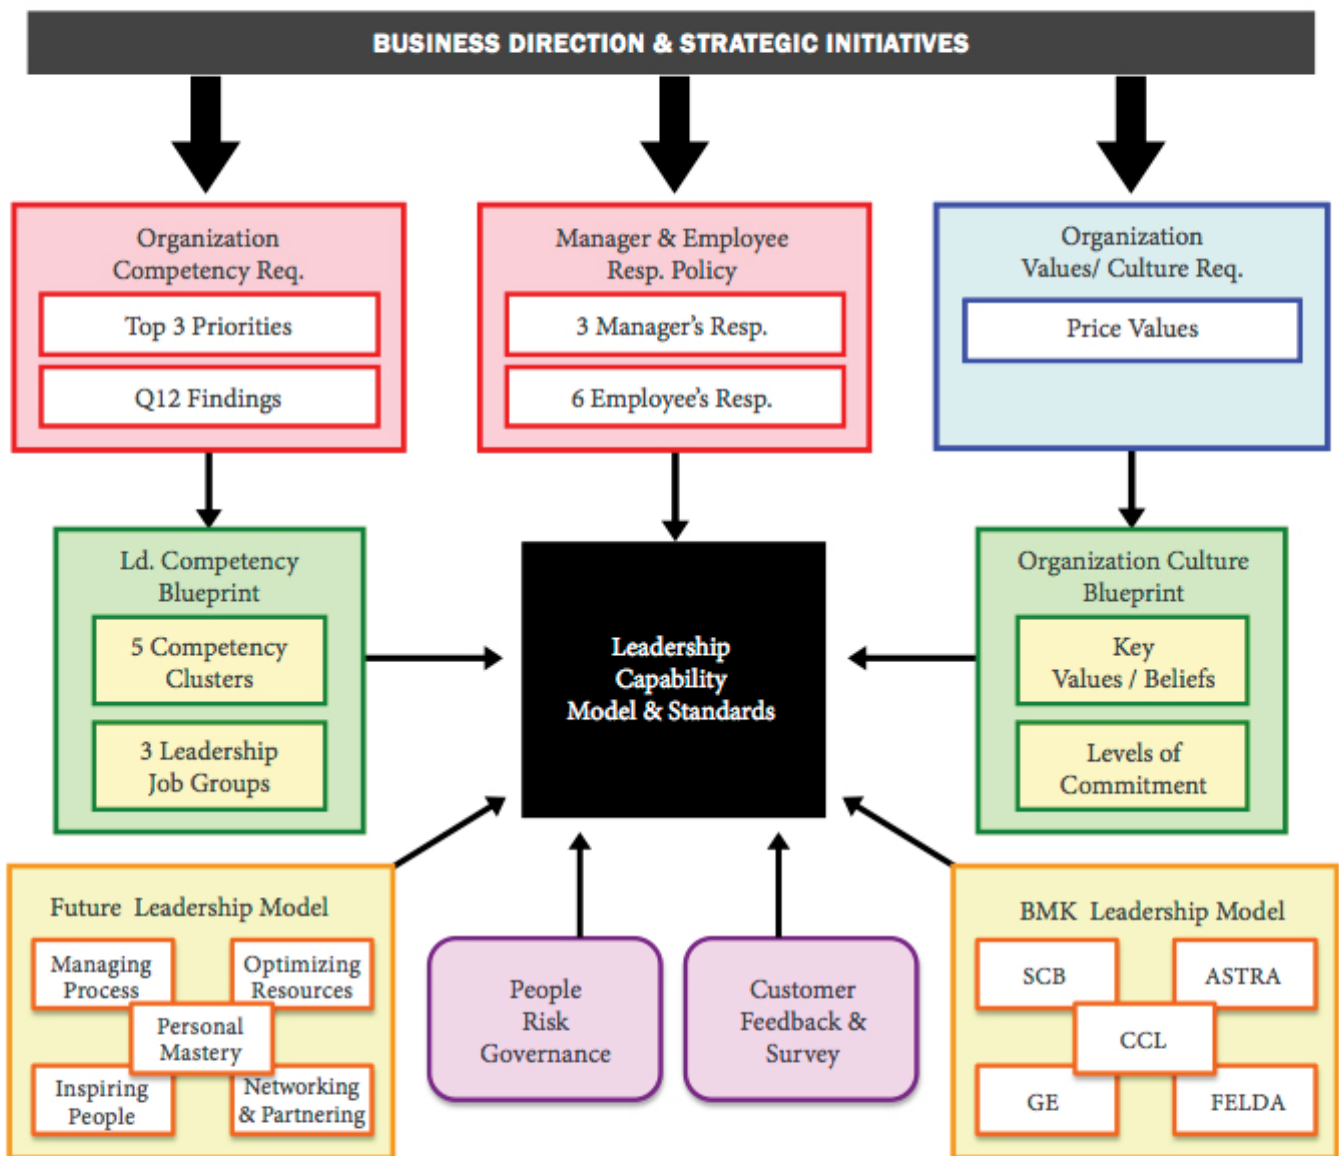 BUSINESS DIRECTION & STRATEGIC INITIATIVES
Organization
Competency Req.
Top 3 Priorities
Q12 Findings
Manager & Employee
Resp. Policy
3 Manager’s Resp.
6 Employee’s Resp.
Organization
Values/ Culture Req.
Price Values
Ld. Competency
Blueprint
5 Competency
Clusters
3 Leadership
Job Groups
Leadership
Capability
Model & Standards
Organization Culture
Blueprint
Key
Values / Beliefs
Levels of
Commitment
Future Leadership Model
Managing
Process
Optimizing
Resources
Personal
Mastery
Inspiring
People
Networking
& Partnering
People
Risk
Governance
Customer
Feedback &
Survey
BMK Leadership Model
SCB
ASTRA
CCL
GE
FELDA